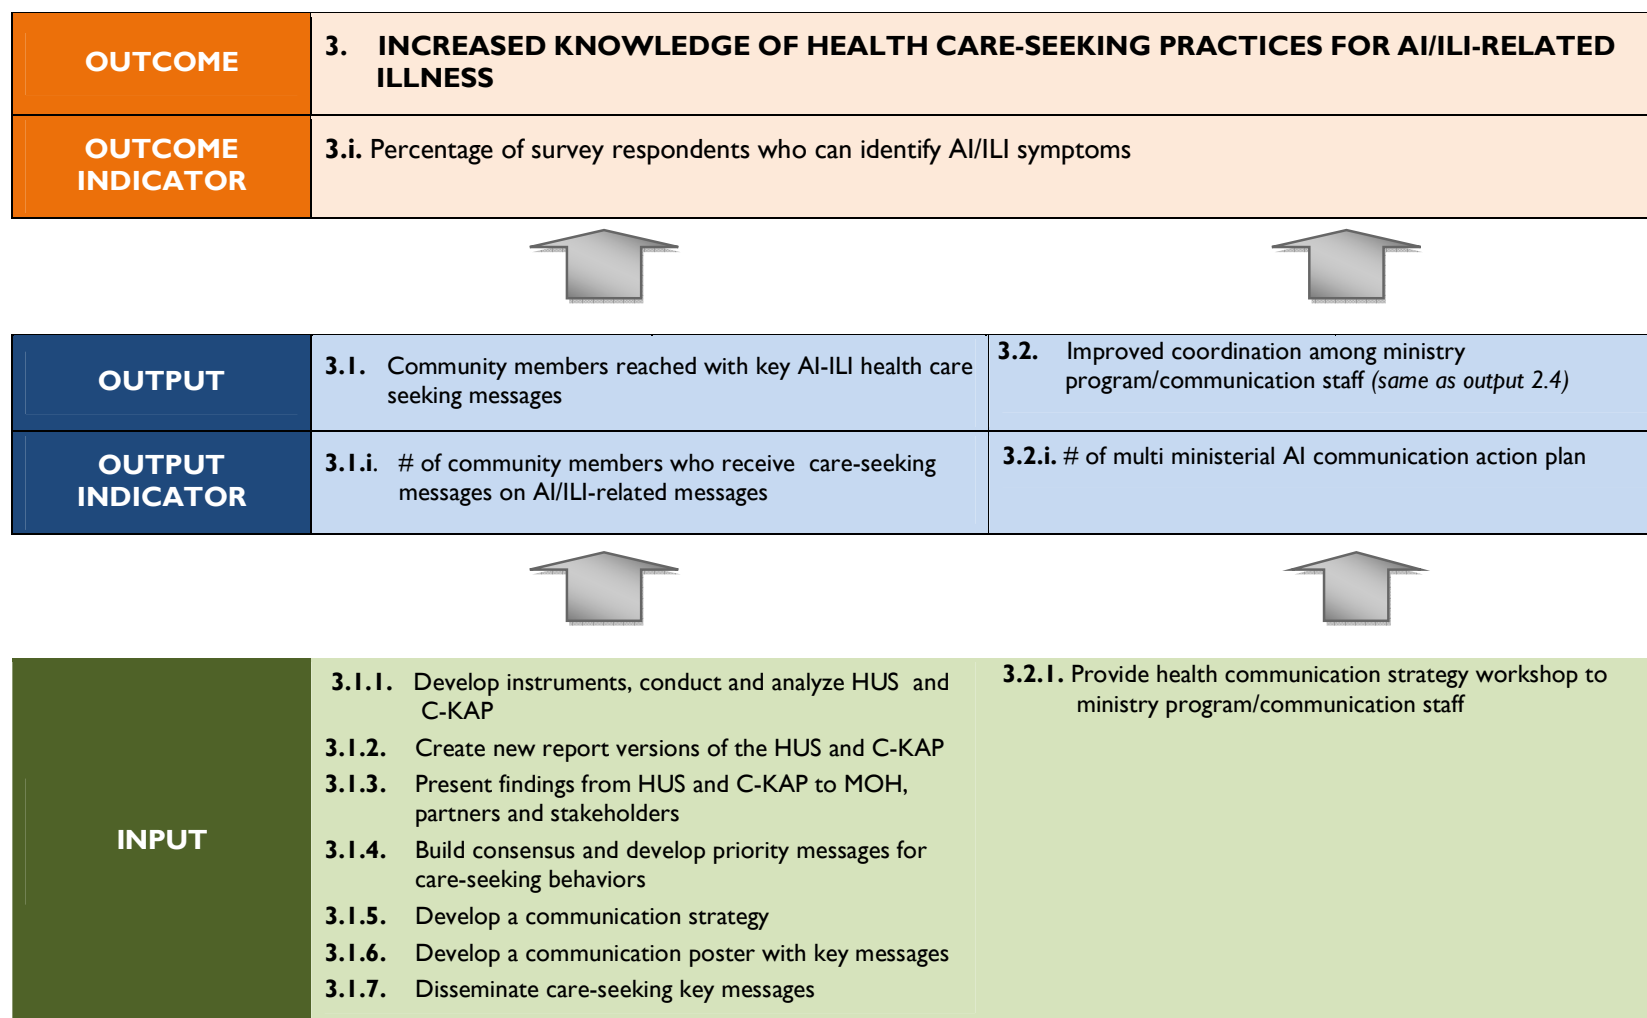 OUTCOME
3. INCREASED KNOWLEDGE OF HEALTH CARE-SEEKING PRACTICES FOR AI/ILI-RELATED
ILLNESS
OUTCOME
INDICATOR
3.i. Percentage of survey respondents who can identify AI/ILI symptoms
OUTPUT
3.1. Community members reached with key AI-ILI health care
seeking messages
3.2. Improved coordination among ministry
program/communication staff (same as output 2.4)
OUTPUT
INDICATOR
3.1.i. # of community members who receive care-seeking
messages on AI/ILI-related messages
3.2.i. # of multi ministerial AI communication action plan
INPUT
3.1.1. Develop instruments, conduct and analyze HUS and
C-KAP
3.1.2. Create new report versions of the HUS and C-KAP
3.1.3. Present findings from HUS and C-KAP to MOH,
partners and stakeholders
3.1.4. Build consensus and develop priority messages for
care-seeking behaviors
3.1.5. Develop a communication strategy
3.1.6. Develop a communication poster with key messages
3.1.7. Disseminate care-seeking key messages
3.2.1. Provide health communication strategy workshop to
ministry program/communication staff